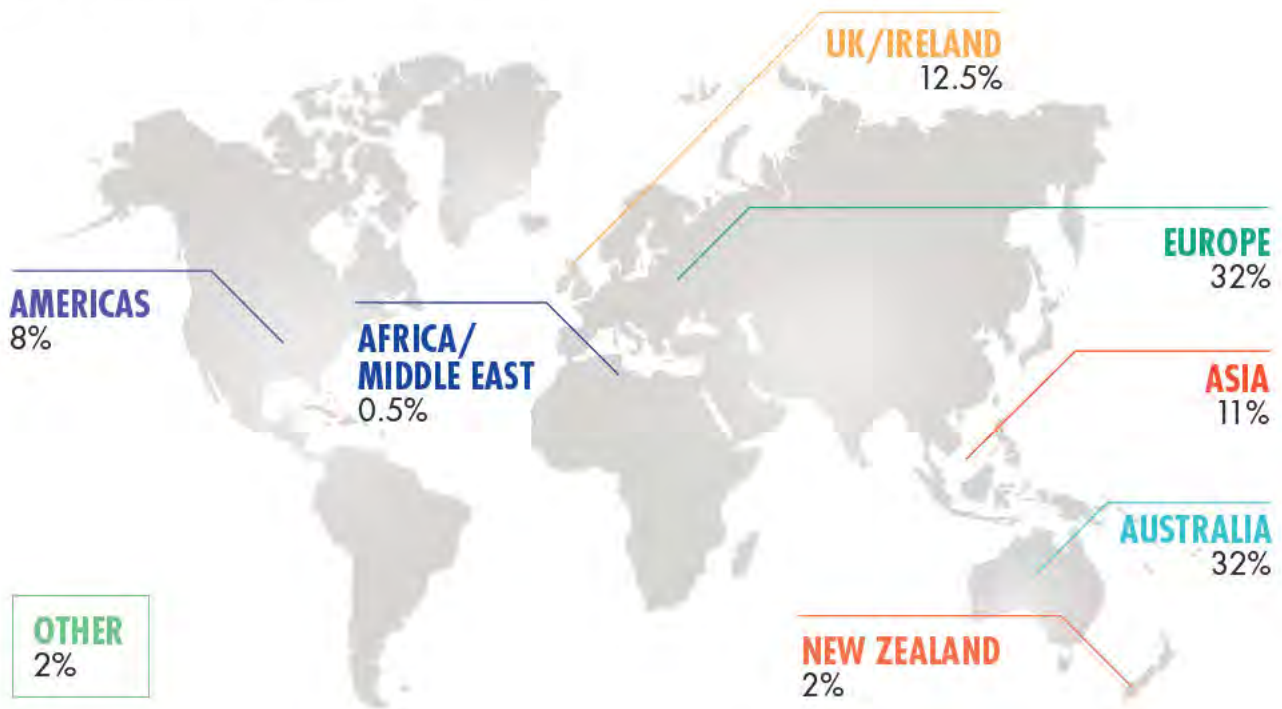 UK/IRELAND
12.5%
EUROPE
32%
AMERICAS
8%
AFRICA/
MIDDLE EAST
0.5%
ASIA
11%
AUSTRALIA
32%
OTHER
2%
NEW ZEALAND
2%